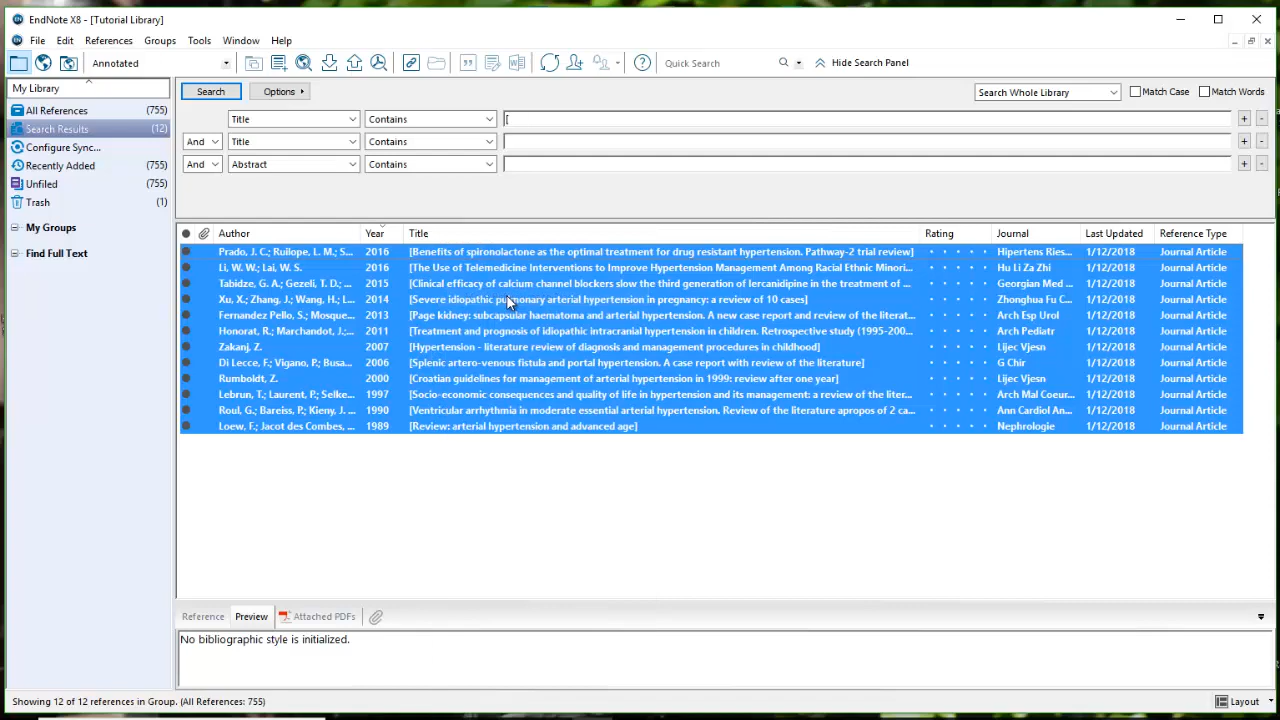 EndNote X8 - [Tutorial Library]
File Edit References Groups Tools Window Help
Annotated Quick Search Hide Search Panel
My Library
All References (755)
Search Results (12)
Configure Sync...
Recently Added (755)
Unfiled (755)
Trash (1)
My Groups
Find Full Text
Search Options Search Whole Library Match Case Match Words
Title Contains [ + -
And Title Contains + -
And Abstract Contains + -
Author Year Title Rating Journal Last Updated Reference Type
Prado, J. C.; Ruilope, L. M.; S... 2016 [Benefits of spironolactone as the optimal treatment for drug resistant hypertension. Pathway-2 trial review] Hipertens Ries... 1/12/2018 Journal Article
Li, W. W.; Lai, W. S. 2016 [The Use of Telemedicine Interventions to Improve Hypertension Management Among Racial Ethnic Minori... Hu Li Za Zhi 1/12/2018 Journal Article
Tabidze, G. A.; Gezeli, T. D.; ... 2015 [Clinical efficacy of calcium channel blockers slow the third generation of lercanidipine in the treatment of ... Georgian Med ... 1/12/2018 Journal Article
Xu, X.; Zhang, J.; Wang, H.; L... 2014 [Severe idiopathic pulmonary arterial hypertension in pregnancy: a review of 10 cases] Zhonghua Fu C... 1/12/2018 Journal Article
Fernandez Pello, S.; Mosque... 2013 [Page kidney: subcapsular haematoma and arterial hypertension. A new case report and review of the literat... Arch Esp Urol 1/12/2018 Journal Article
Honorat, R.; Marchandot, J.;... 2011 [Treatment and prognosis of idiopathic intracranial hypertension in children. Retrospective study (1995-200... Arch Pediatr 1/12/2018 Journal Article
Zakanj, Z. 2007 [Hypertension - literature review of diagnosis and management procedures in childhood] Lijec Vjesn 1/12/2018 Journal Article
Di Lecce, F.; Vigano, P.; Busa... 2006 [Splenic artero-venous fistula and portal hypertension. A case report with review of the literature] G Chir 1/12/2018 Journal Article
Rumboldt, Z. 2000 [Croatian guidelines for management of arterial hypertension in 1999: review after one year] Lijec Vjesn 1/12/2018 Journal Article
Lebrun, T.; Laurent, P.; Selke... 1997 [Socio-economic consequences and quality of life in hypertension and its management: a review of the liter... Arch Mal Coeur... 1/12/2018 Journal Article
Roul, G.; Bareiss, P.; Kieny, J. ... 1990 [Ventricular arrhythmia in moderate essential arterial hypertension. Review of the literature apropos of 2 ca... Ann Cardiol An... 1/12/2018 Journal Article
Loew, F.; Jacot des Combes, ... 1989 [Review: arterial hypertension and advanced age] Nephrologie 1/12/2018 Journal Article
Reference Preview Attached PDFs
No bibliographic style is initialized.
Showing 12 of 12 references in Group. (All References: 755) Layout